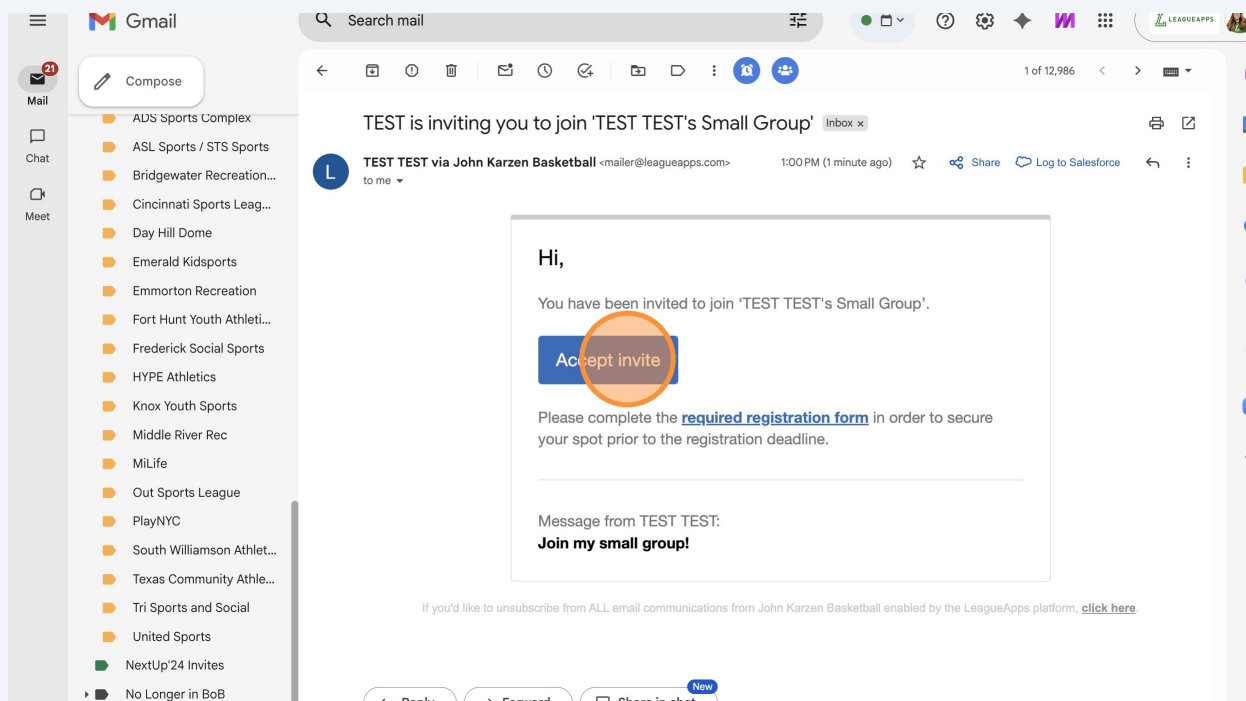 Gmail
Search mail
LEAGUEAPPS
21
Mail
Compose
1 of 12,986
Chat
Meet
ADS Sports Complex
ASL Sports / STS Sports
Bridgewater Recreation...
Cincinnati Sports Leag...
Day Hill Dome
Emerald Kidsports
Emmorton Recreation
Fort Hunt Youth Athleti...
Frederick Social Sports
HYPE Athletics
Knox Youth Sports
Middle River Rec
MiLife
Out Sports League
PlayNYC
South Williamson Athlet...
Texas Community Athle...
Tri Sports and Social
United Sports
NextUp'24 Invites
No Longer in BoB
TEST is inviting you to join 'TEST TEST's Small Group' Inbox x
L
TEST TEST via John Karzen Basketball <mailer@leagueapps.com> 1:00 PM (1 minute ago) Share Log to Salesforce
to me
Hi,
You have been invited to join ‘TEST TEST's Small Group’.
Accept invite
Please complete the required registration form in order to secure
your spot prior to the registration deadline.
Message from TEST TEST:
Join my small group!
If you'd like to unsubscribe from ALL email communications from John Karzen Basketball enabled by the LeagueApps platform, click here.
New
Reply Forward Share in chat